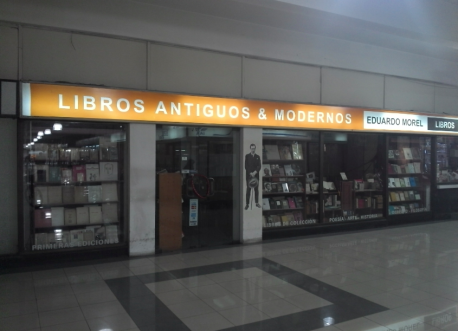 LIBROS ANTIGUOS & MODERNOS
EDUARDO MOREL
LIBROS
PRIMERAS EDICIONES